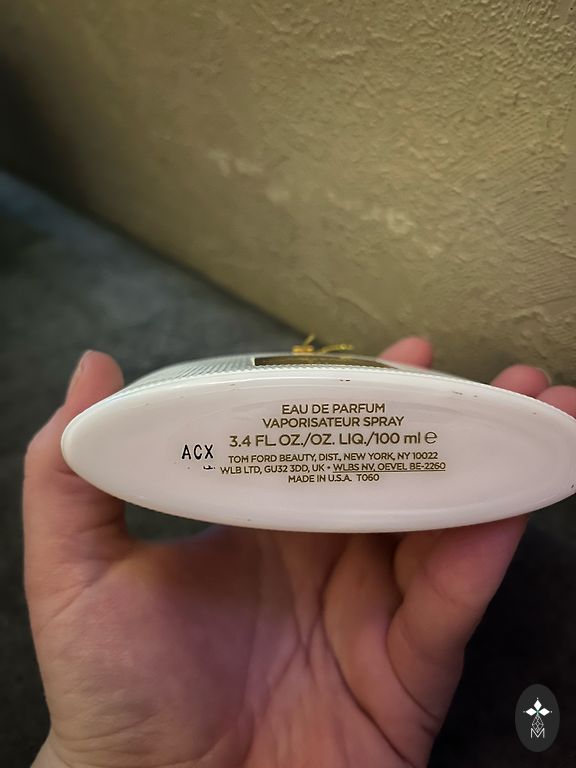 EAU DE PARFUM
VAPORISATEUR SPRAY
3.4 FL. OZ./OZ. LIQ./100 ml ℮
ACX
TOM FORD BEAUTY, DIST., NEW YORK, NY 10022
WLB LTD, GU32 3DD, UK • WLBS NV, OEVEL BE-2260
MADE IN U.S.A. T060
M